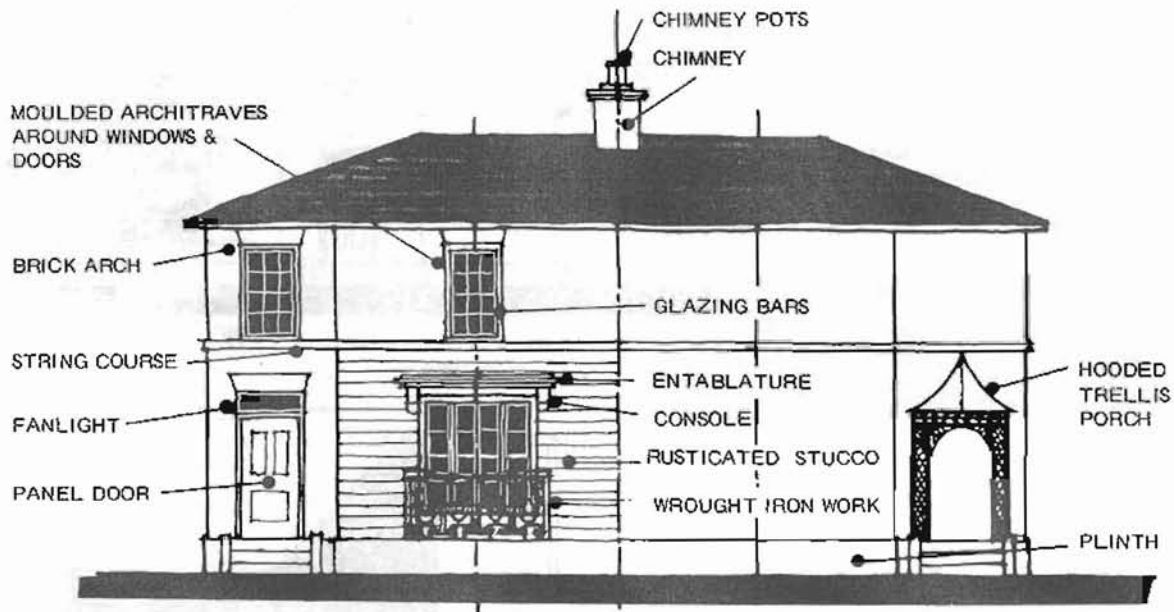 CHIMNEY POTS
CHIMNEY
MOULDED ARCHITRAVES
AROUND WINDOWS &
DOORS
BRICK ARCH
GLAZING BARS
STRING COURSE
ENTABLATURE
HOODED
TRELLIS
PORCH
CONSOLE
FANLIGHT
RUSTICATED STUCCO
PANEL DOOR
WROUGHT IRON WORK
PLINTH